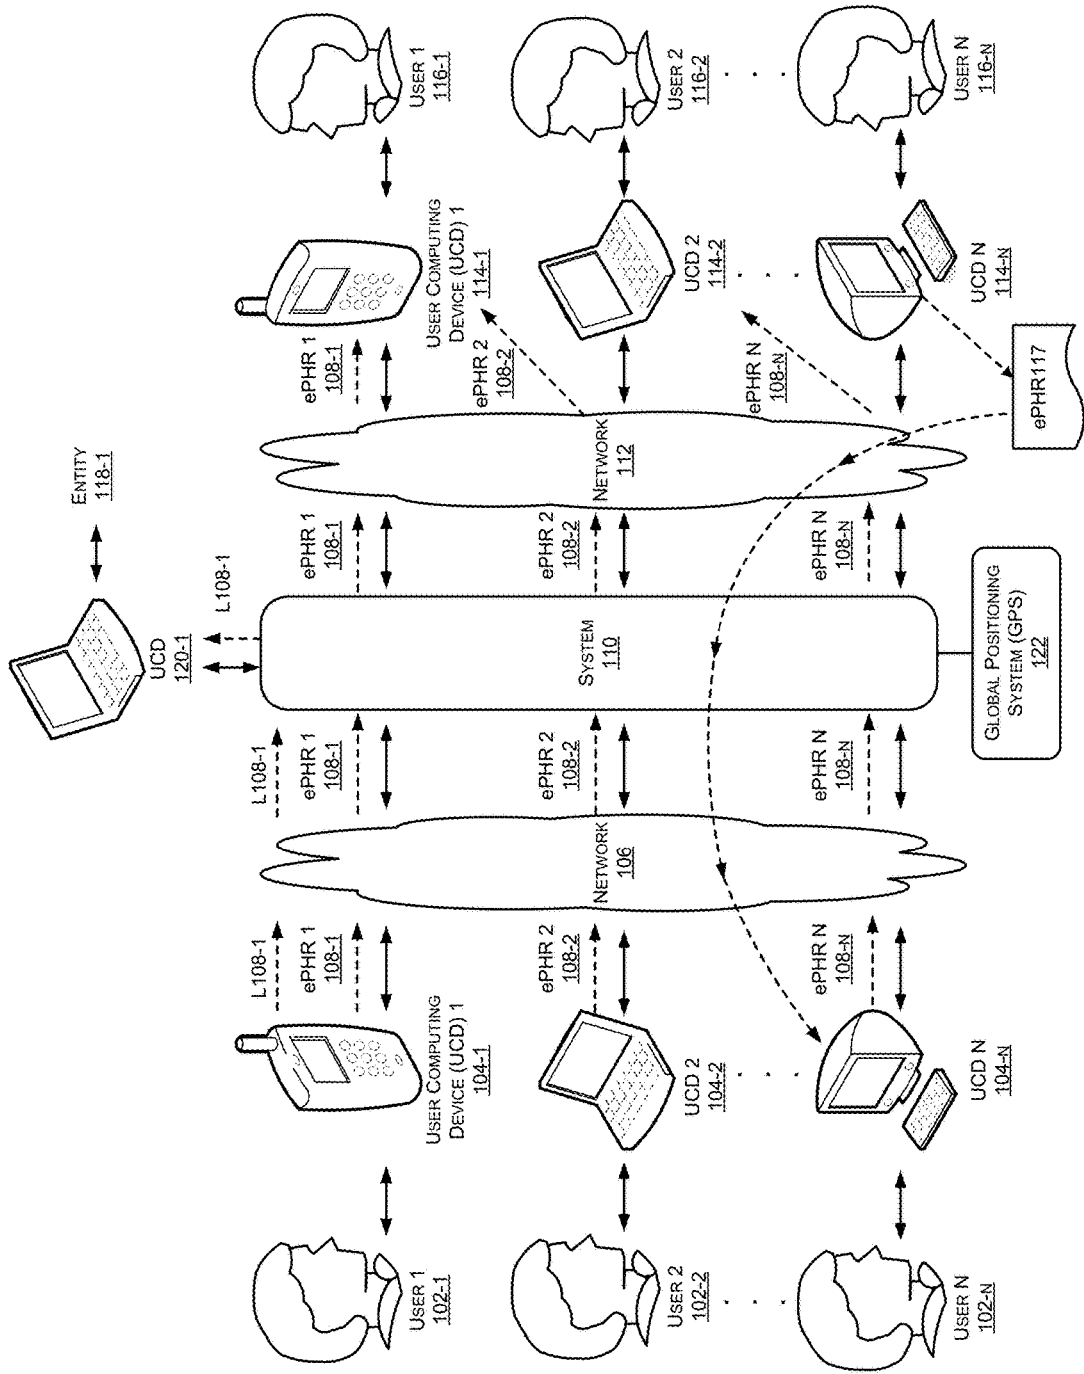 ENTITY
118-1
UCD
120-1
L108-1
L108-1
L108-1
ePHR 1
108-1
ePHR 1
108-1
ePHR 1
108-1
ePHR 1
108-1
USER 1
102-1
USER COMPUTING
DEVICE (UCD) 1
104-1
USER COMPUTING
DEVICE (UCD) 1
114-1
USER 1
116-1
ePHR 2
108-2
ePHR 2
108-2
ePHR 2
108-2
ePHR 2
108-2
NETWORK
106
SYSTEM
110
NETWORK
112
USER 2
102-2
UCD 2
104-2
UCD 2
114-2
USER 2
116-2
. . .
. . .
. . .
. . .
ePHR N
108-N
ePHR N
108-N
ePHR N
108-N
ePHR N
108-N
USER N
102-N
UCD N
104-N
UCD N
114-N
USER N
116-N
GLOBAL POSITIONING
SYSTEM (GPS)
122
ePHR117